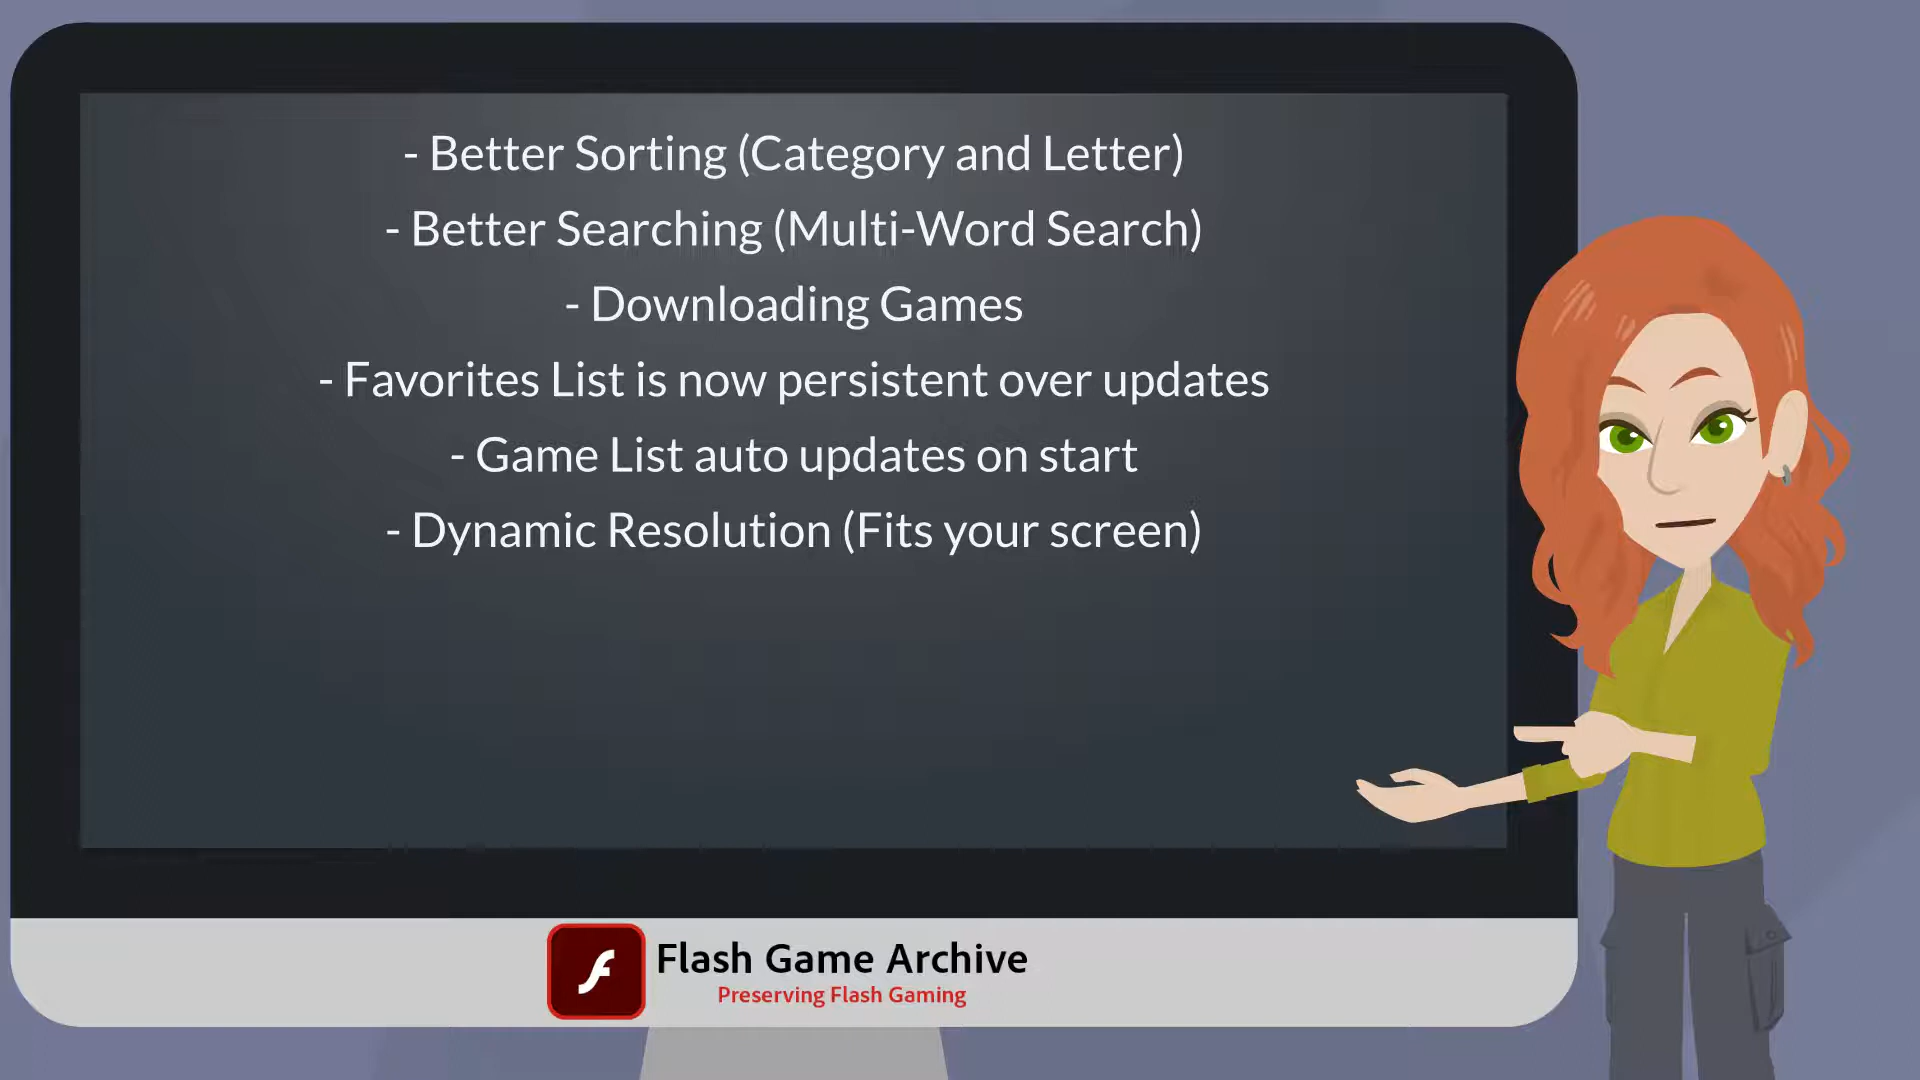 - Better Sorting (Category and Letter)
- Better Searching (Multi-Word Search)
- Downloading Games
- Favorites List is now persistent over updates
- Game List auto updates on start
- Dynamic Resolution (Fits your screen)
Flash Game Archive
Preserving Flash Gaming